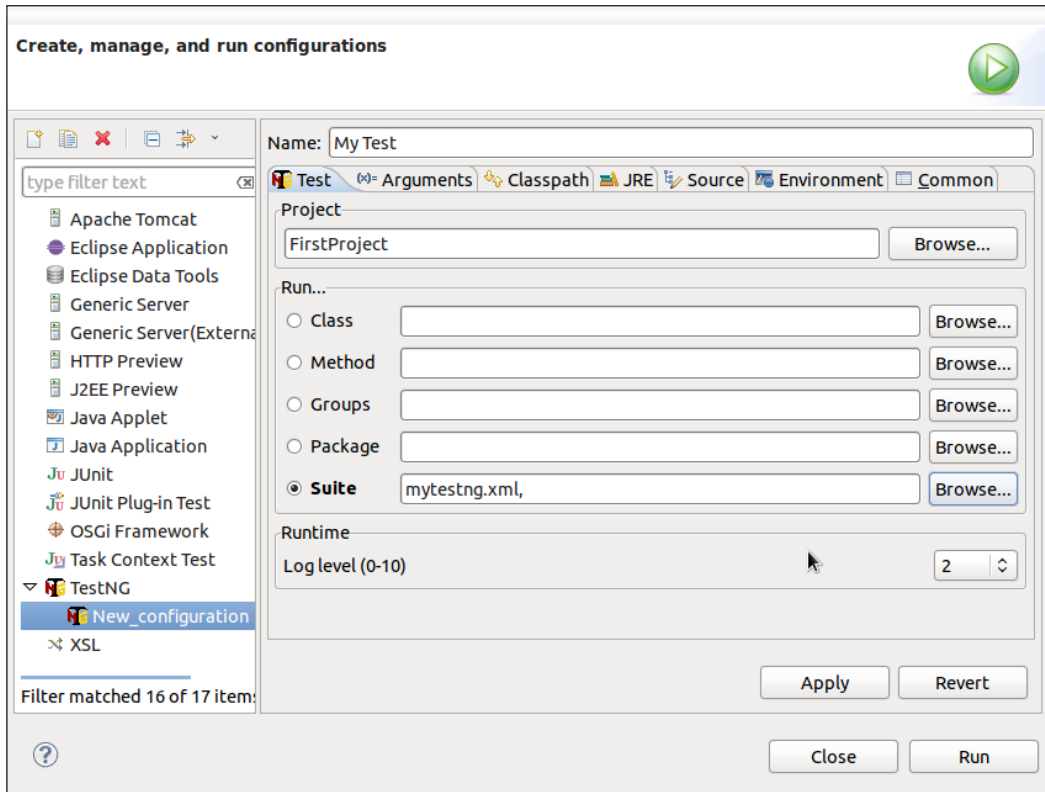 Create, manage, and run configurations
Name: My Test
type filter text
Test (x)= Arguments Classpath JRE Source Environment Common
Project
FirstProject Browse...
Run...
Class Browse...
Method Browse...
Groups Browse...
Package Browse...
Suite mytestng.xml, Browse...
Runtime
Log level (0-10) 2
Apache Tomcat
Eclipse Application
Eclipse Data Tools
Generic Server
Generic Server(Externa
HTTP Preview
J2EE Preview
Java Applet
Java Application
Ju JUnit
Jü JUnit Plug-in Test
OSGi Framework
Ju Task Context Test
TestNG
New_configuration
XSL
Filter matched 16 of 17 items
Apply Revert
? Close Run